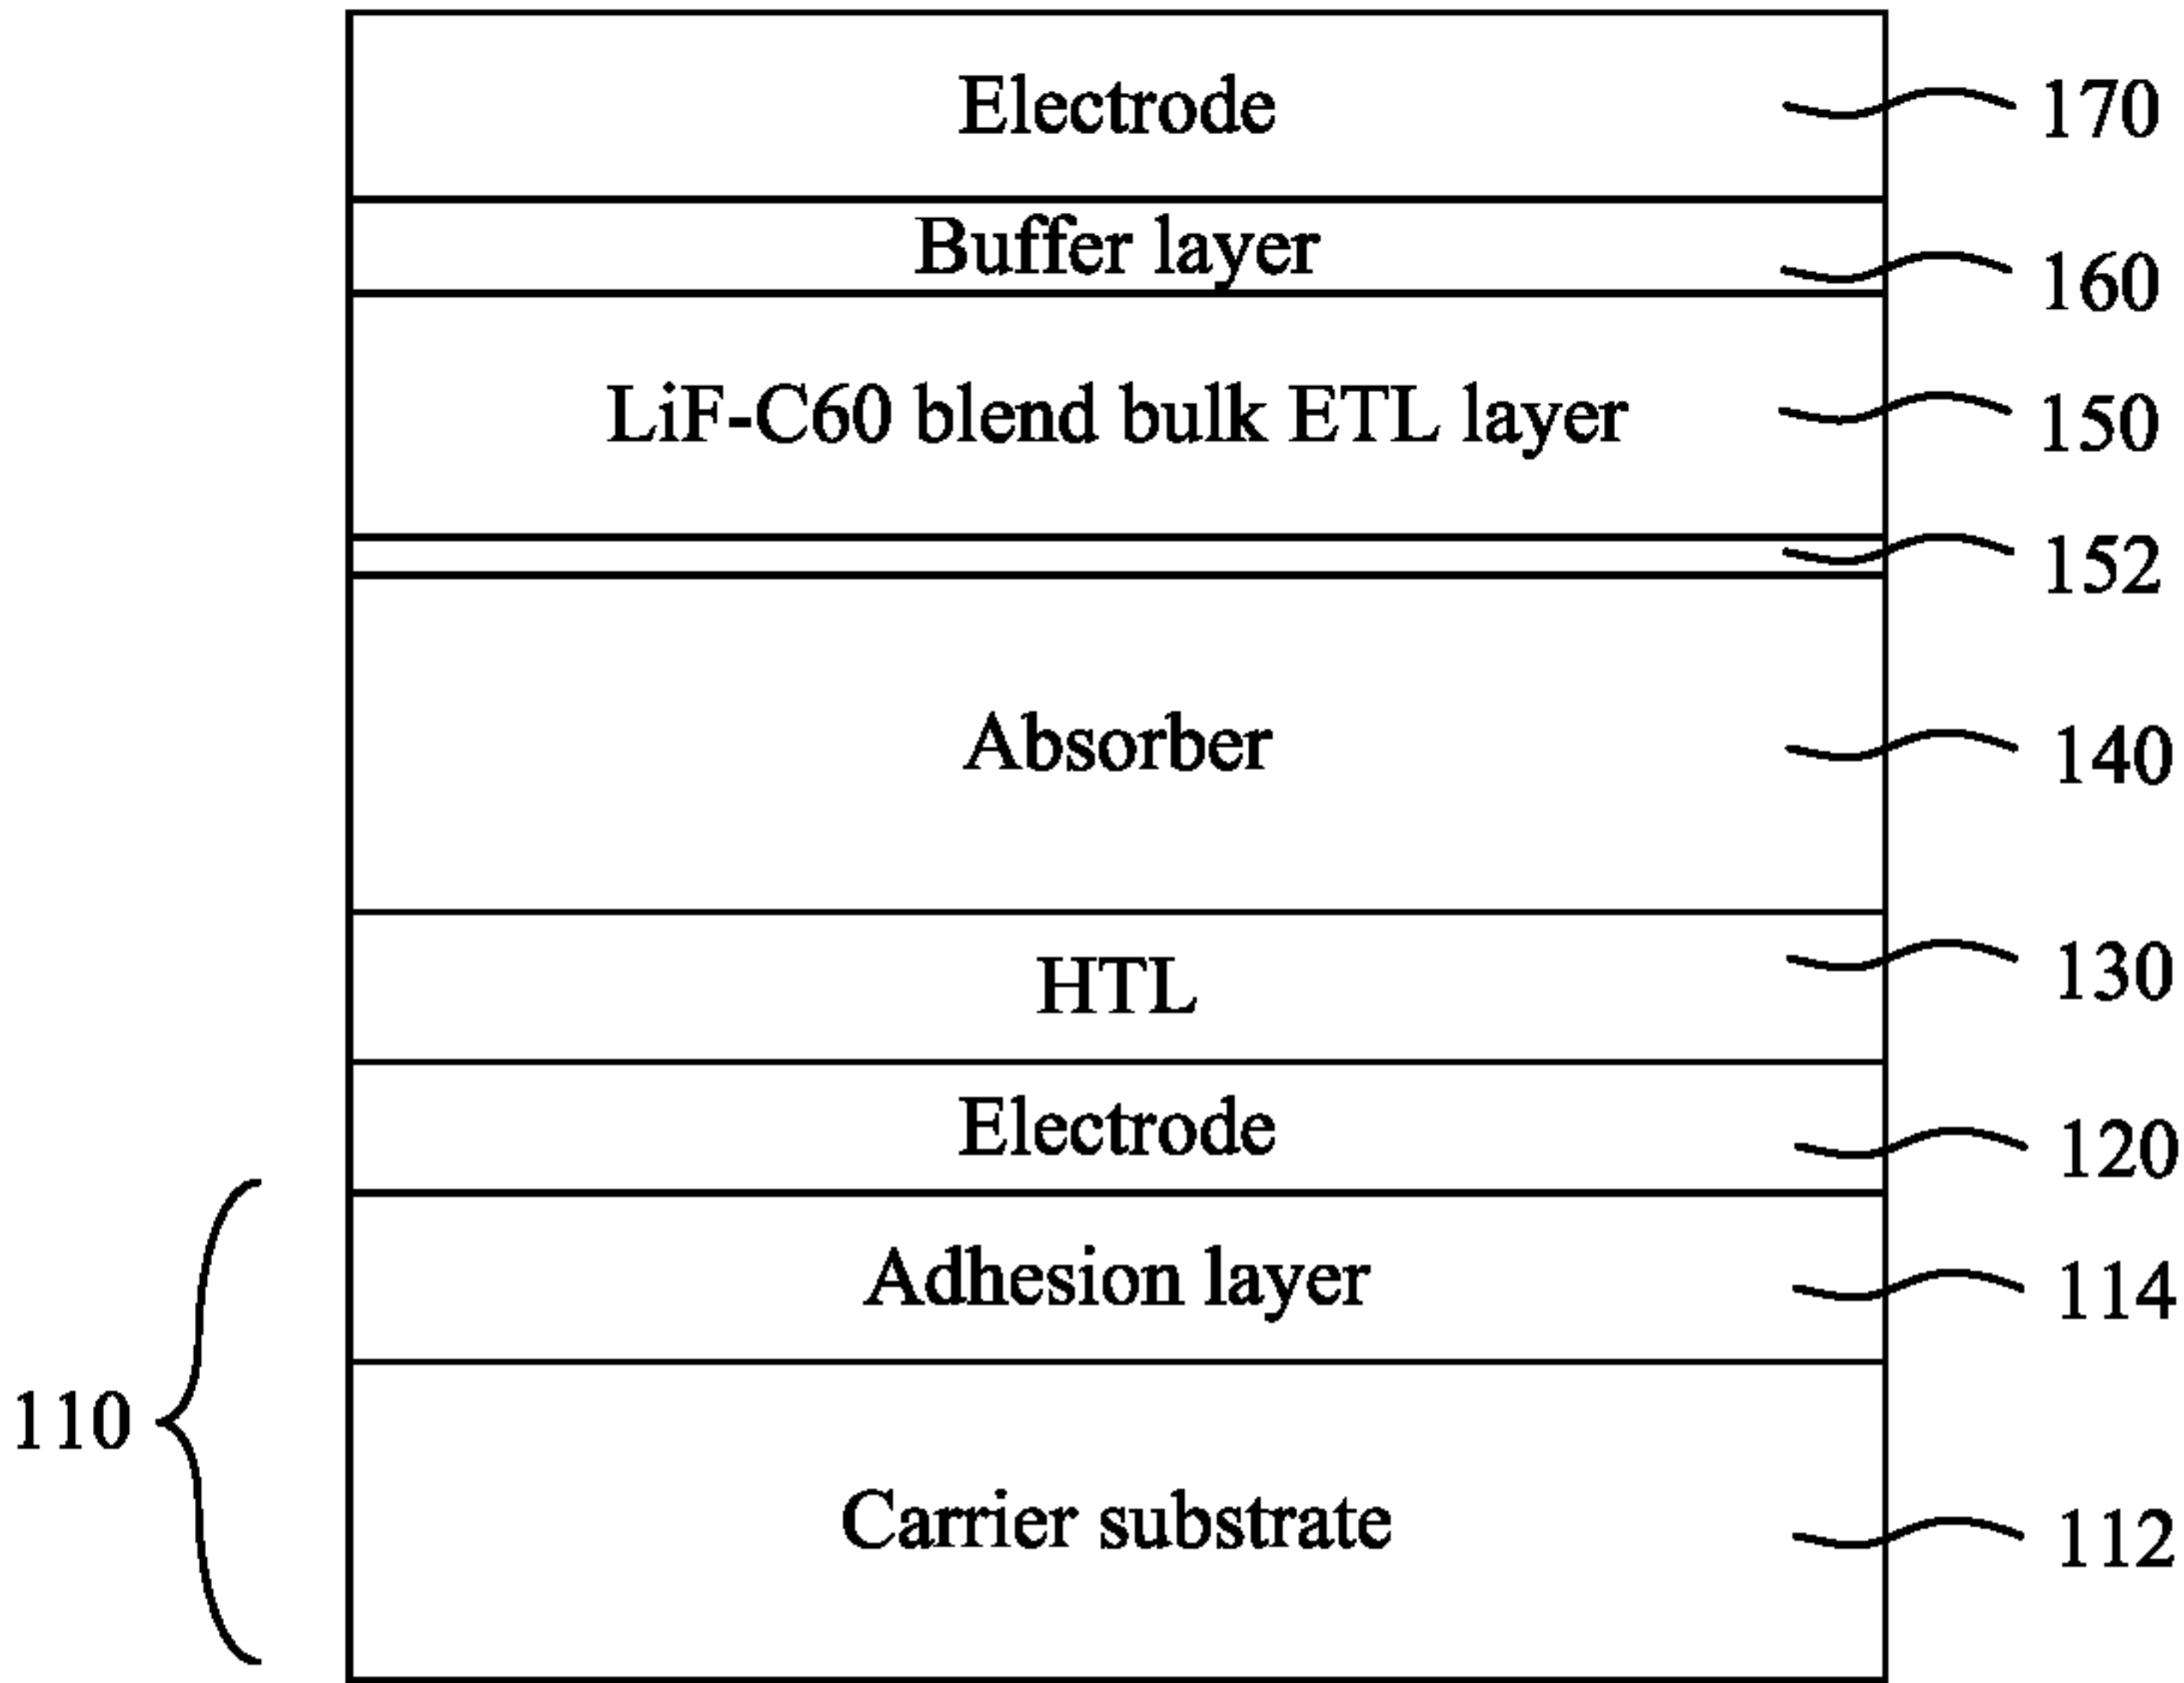 Electrode 170
Buffer layer 160
LiF-C60 blend bulk ETL layer 150
152
Absorber 140
HTL 130
Electrode 120
Adhesion layer 114
110
Carrier substrate 112